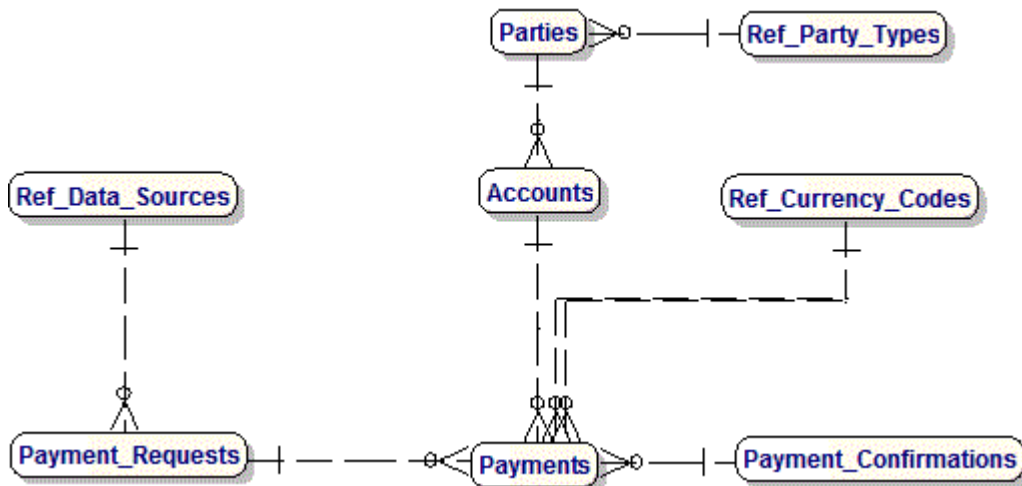 Parties
Ref_Party_Types
Ref_Data_Sources
Accounts
Ref_Currency_Codes
Payment_Requests
Payments
Payment_Confirmations